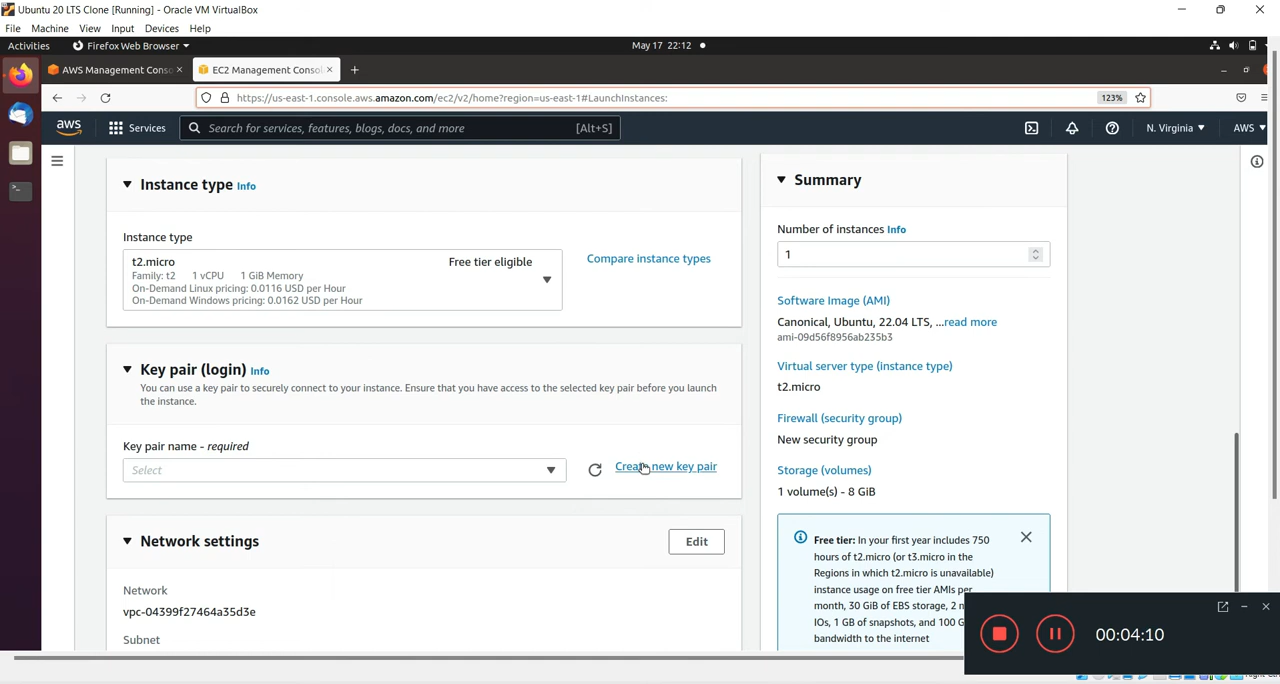 Ubuntu 20 LTS Clone [Running] - Oracle VM VirtualBox
File Machine View Input Devices Help
Activities Firefox Web Browser May 17 22:12
AWS Management Conso × EC2 Management Consol × +
https://us-east-1.console.aws.amazon.com/ec2/v2/home?region=us-east-1#LaunchInstances: 123%
aws Services Search for services, features, blogs, docs, and more [Alt+S] N. Virginia AWS
Instance type Info
Instance type
t2.micro Free tier eligible
Family: t2 1 vCPU 1 GiB Memory
On-Demand Linux pricing: 0.0116 USD per Hour
On-Demand Windows pricing: 0.0162 USD per Hour
Compare instance types
Key pair (login) Info
You can use a key pair to securely connect to your instance. Ensure that you have access to the selected key pair before you launch
the instance.
Key pair name - required
Select
Create new key pair
Network settings
Edit
Network
vpc-04399f27464a35d3e
Subnet
Summary
Number of instances Info
1
Software Image (AMI)
Canonical, Ubuntu, 22.04 LTS, ...read more
ami-09d56f8956ab235b3
Virtual server type (instance type)
t2.micro
Firewall (security group)
New security group
Storage (volumes)
1 volume(s) - 8 GiB
Free tier: In your first year includes 750
hours of t2.micro (or t3.micro in the
Regions in which t2.micro is unavailable)
instance usage on free tier AMIs per
month, 30 GiB of EBS storage, 2 m
IOs, 1 GB of snapshots, and 100 G
bandwidth to the internet
00:04:10